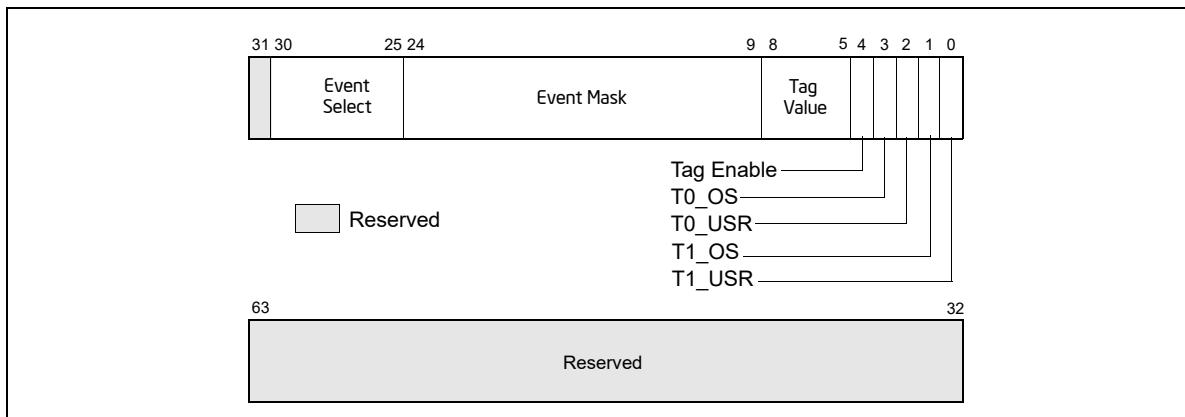 31 30 25 24 9 8 5 4 3 2 1 0
Event Select Event Mask Tag Value
Tag Enable
T0_OS
Reserved
T0_USR
T1_OS
T1_USR
63 32
Reserved